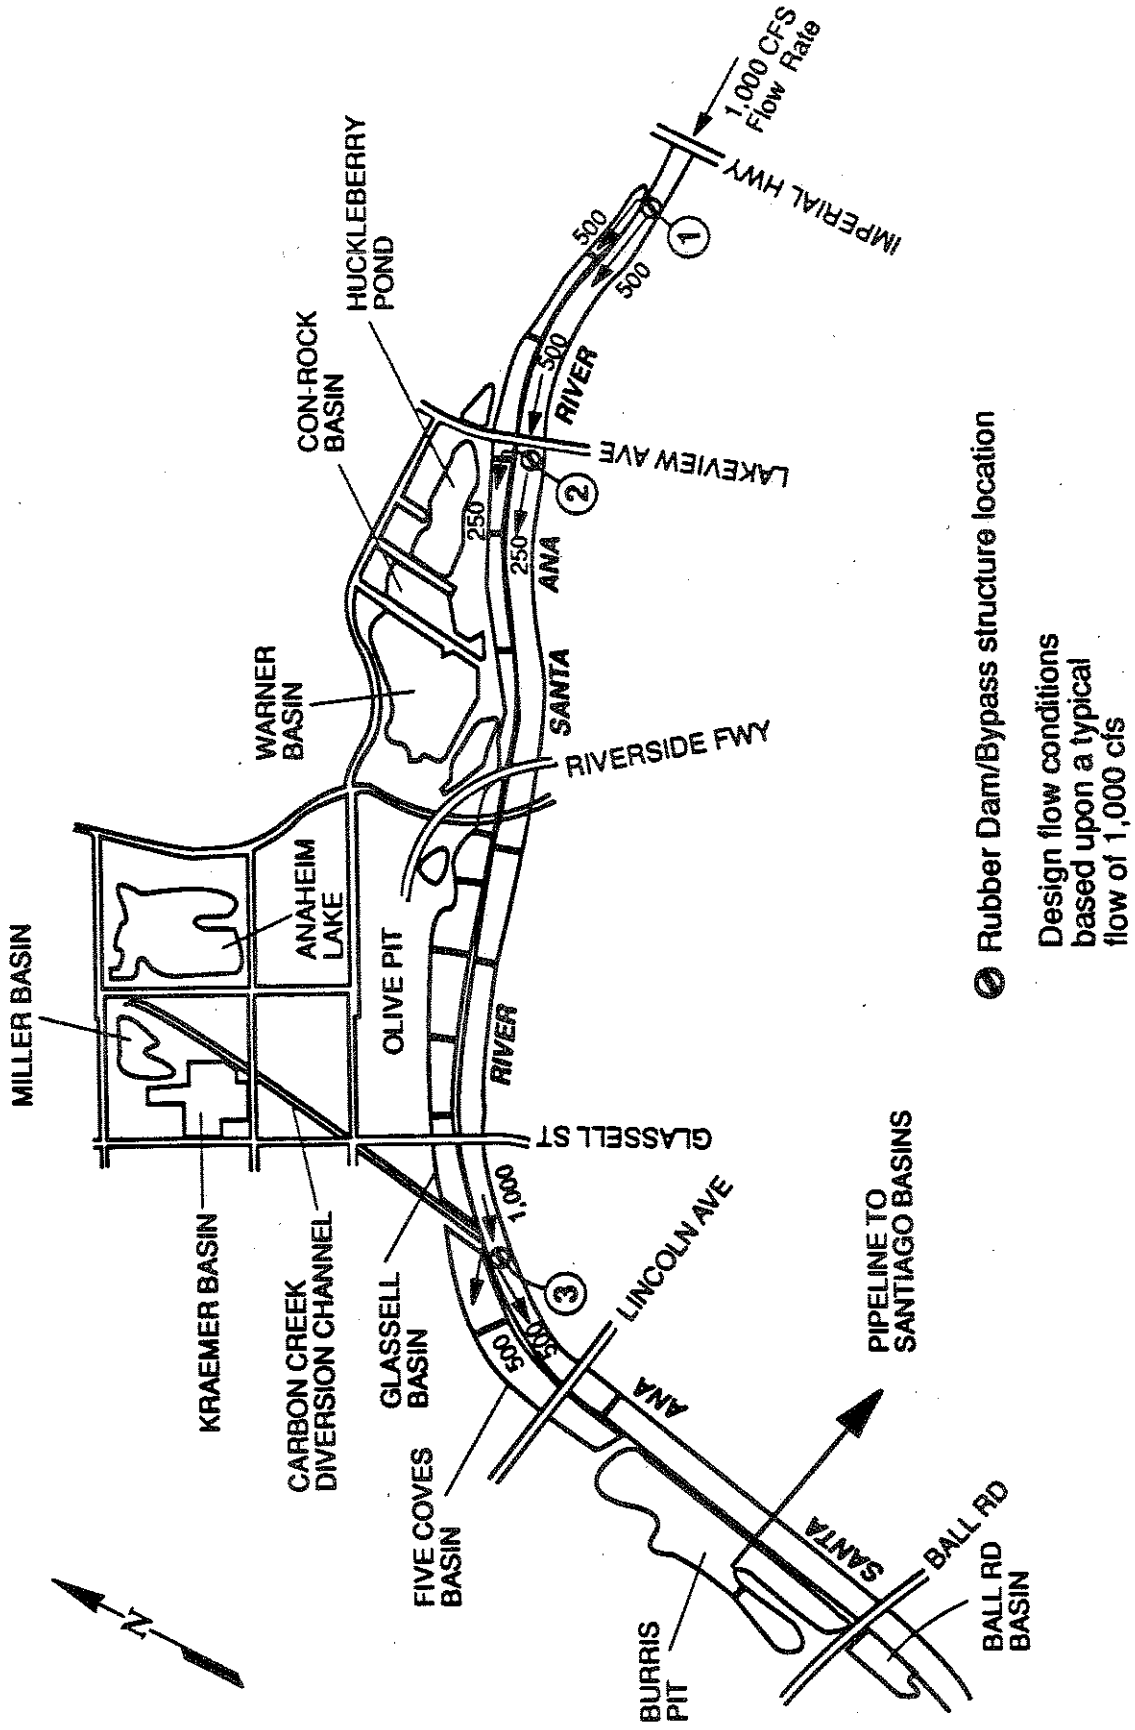 MILLER BASIN
KRAEMER BASIN
CARBON CREEK
DIVERSION CHANNEL
GLASSELL
BASIN
FIVE COVES
BASIN
BURRIS
PIT
N
ANAHEIM
LAKE
OLIVE PIT
WARNER
BASIN
CON-ROCK
BASIN
HUCKLEBERRY
POND
1,000 CFS
Flow Rate
IMPERIAL HWY
500
500
1
500
RIVER
LAKEVIEW AVE
2
250
250
ANA
SANTA
RIVERSIDE FWY
RIVER
GLASSELL ST
1,000
3
500
500
LINCOLN AVE
ANA
SANTA
PIPELINE TO
SANTIAGO BASINS
BALL RD
BALL RD
BASIN
Rubber Dam/Bypass structure location
Design flow conditions
based upon a typical
flow of 1,000 cfs